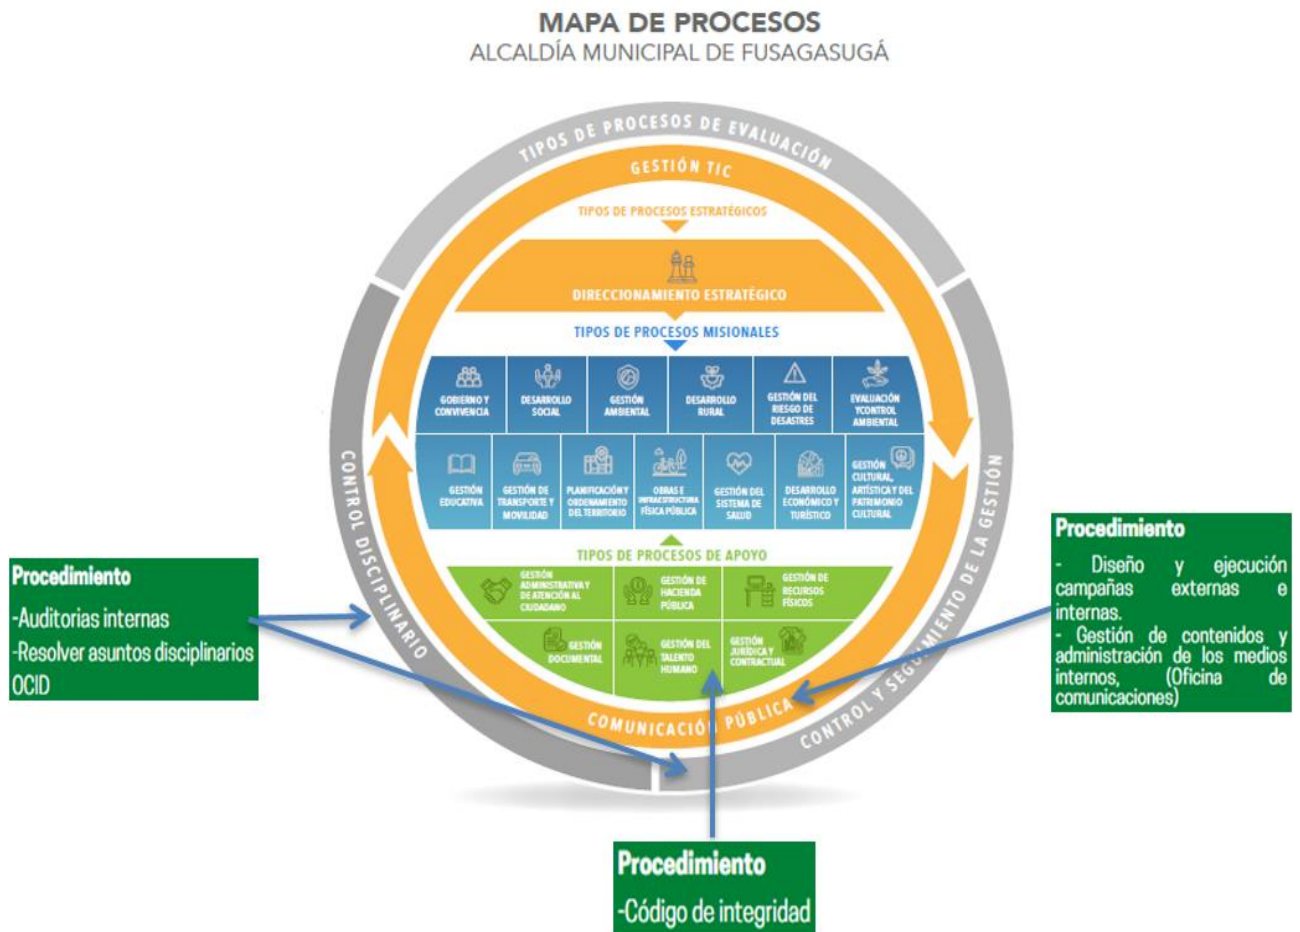 MAPA DE PROCESOS
ALCALDÍA MUNICIPAL DE FUSAGASUGÁ
TIPOS DE PROCESOS DE EVALUACIÓN
GESTIÓN TIC
TIPOS DE PROCESOS ESTRATÉGICOS
DIRECCIONAMIENTO ESTRATÉGICO
TIPOS DE PROCESOS MISIONALES
GOBIERNO Y
CONVIVENCIA
DESARROLLO
SOCIAL
GESTIÓN
AMBIENTAL
DESARROLLO
RURAL
GESTIÓN DEL
RIESGO DE
DESASTRES
EVALUACIÓN
YCONTROL
AMBIENTAL
GESTIÓN
EDUCATIVA
GESTIÓN DE
TRANSPORTE Y
MOVILIDAD
PLANIFICACIÓN Y
ORDENAMIENTO
DEL TERRITORIO
OBRAS E
INFRAESTRUCTURA
FÍSICA PÚBLICA
GESTIÓN DEL
SISTEMA DE
SALUD
DESARROLLO
ECONÓMICO Y
TURÍSTICO
GESTIÓN
CULTURAL,
ARTÍSTICA Y DEL
PATRIMONIO
CULTURAL
TIPOS DE PROCESOS DE APOYO
GESTIÓN
ADMINISTRATIVA Y
DE ATENCIÓN AL
CIUDADANO
GESTIÓN DE
HACIENDA
PÚBLICA
GESTIÓN DE
RECURSOS
FÍSICOS
GESTIÓN
DOCUMENTAL
GESTIÓN DEL
TALENTO
HUMANO
GESTIÓN
JURÍDICA Y
CONTRACTUAL
COMUNICACIÓN PÚBLICA
CONTROL DISCIPLINARIO
CONTROL Y SEGUIMIENTO DE LA GESTIÓN
Procedimiento
-Auditorias internas
-Resolver asuntos disciplinarios
OCID
Procedimiento
- Diseño y ejecución
campañas externas e
internas.
- Gestión de contenidos y
administración de los medios
internos, (Oficina de
comunicaciones)
Procedimiento
-Código de integridad